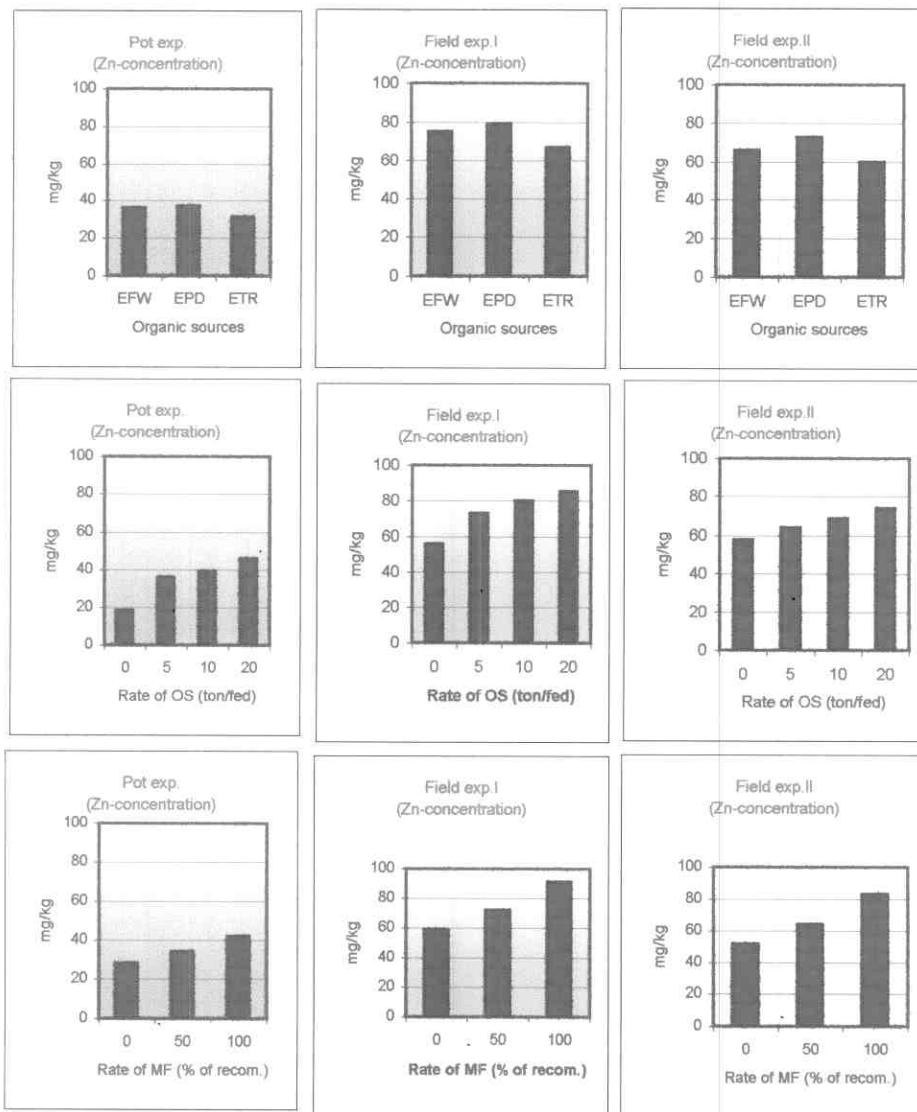 Pot exp.
(Zn-concentration)
100
80
60
40
20
0
mg/kg
EFW EPD ETR
Organic sources
Field exp.I
(Zn-concentration)
100
80
60
40
20
0
mg/kg
EFW EPD ETR
Organic sources
Field exp.II
(Zn-concentration)
100
80
60
40
20
0
mg/kg
EFW EPD ETR
Organic sources
Pot exp.
(Zn-concentration)
100
80
60
40
20
0
mg/kg
0 5 10 20
Rate of OS (ton/fed)
Field exp.I
(Zn-concentration)
100
80
60
40
20
0
mg/kg
0 5 10 20
Rate of OS (ton/fed)
Field exp.II
(Zn-concentration)
100
80
60
40
20
0
mg/kg
0 5 10 20
Rate of OS (ton/fed)
Pot exp.
(Zn-concentration)
100
80
60
40
20
0
mg/kg
0 50 100
Rate of MF (% of recom.)
Field exp.I
(Zn-concentration)
100
80
60
40
20
0
mg/kg
0 50 100
Rate of MF (% of recom.)
Field exp.II
(Zn-concentration)
100
80
60
40
20
0
mg/kg
0 50 100
Rate of MF (% of recom.)